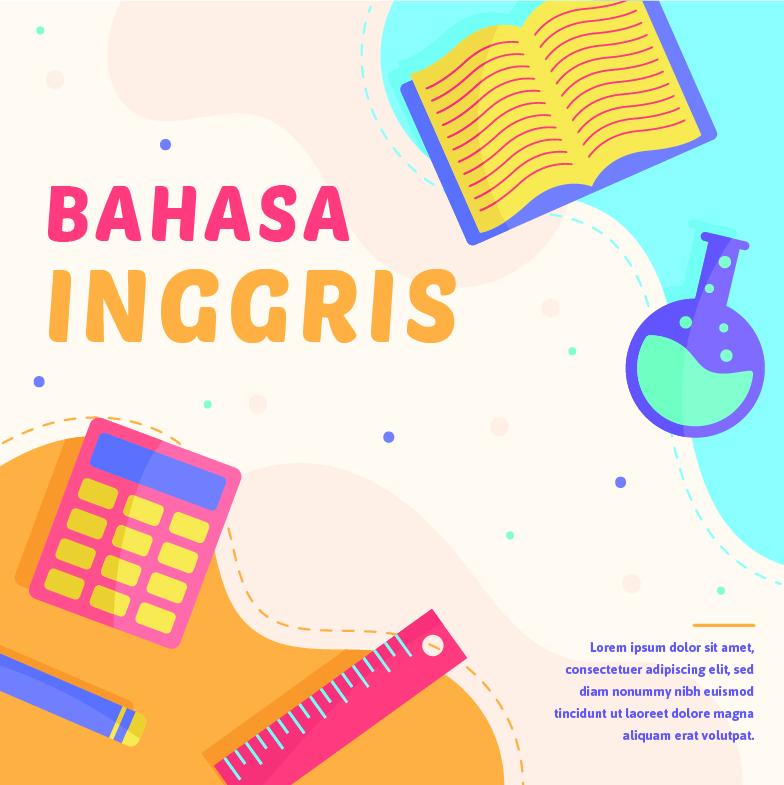 BAHASA
INGGRIS
Lorem ipsum dolor sit amet,
consectetuer adipiscing elit, sed
diam nonummy nibh euismod
tincidunt ut laoreet dolore magna
aliquam erat volutpat.